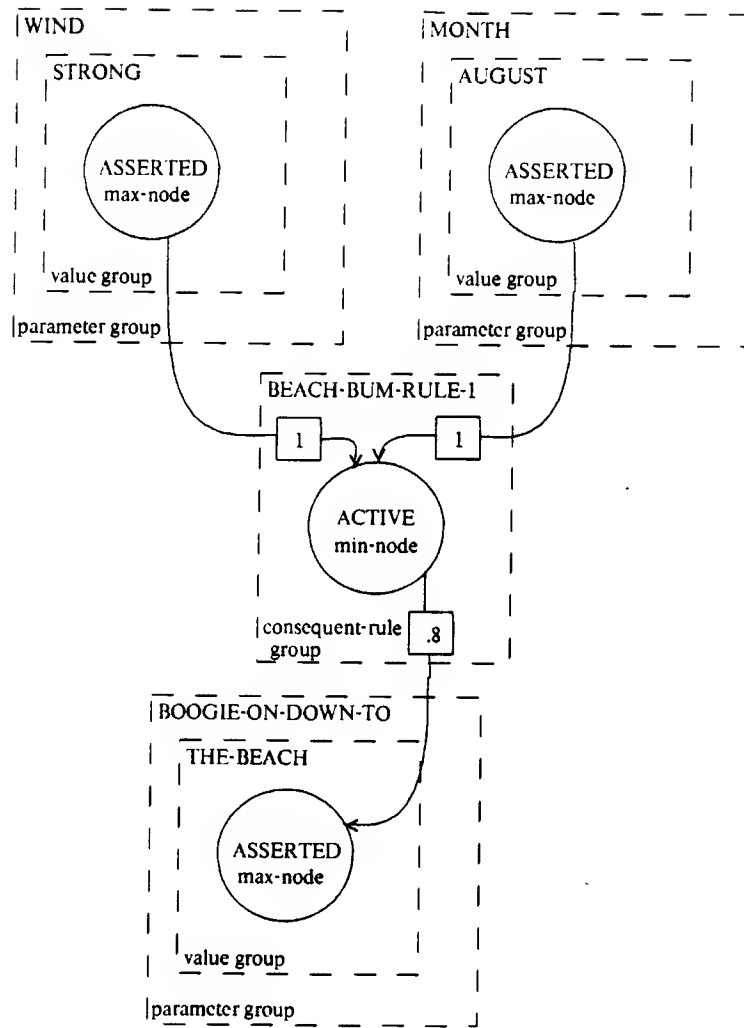 WIND
MONTH
STRONG
AUGUST
ASSERTED
max-node
ASSERTED
max-node
value group
value group
parameter group
parameter group
BEACH-BUM-RULE-1
1
1
ACTIVE
min-node
consequent-rule
group
.8
BOOGIE-ON-DOWN-TO
THE-BEACH
ASSERTED
max-node
value group
parameter group